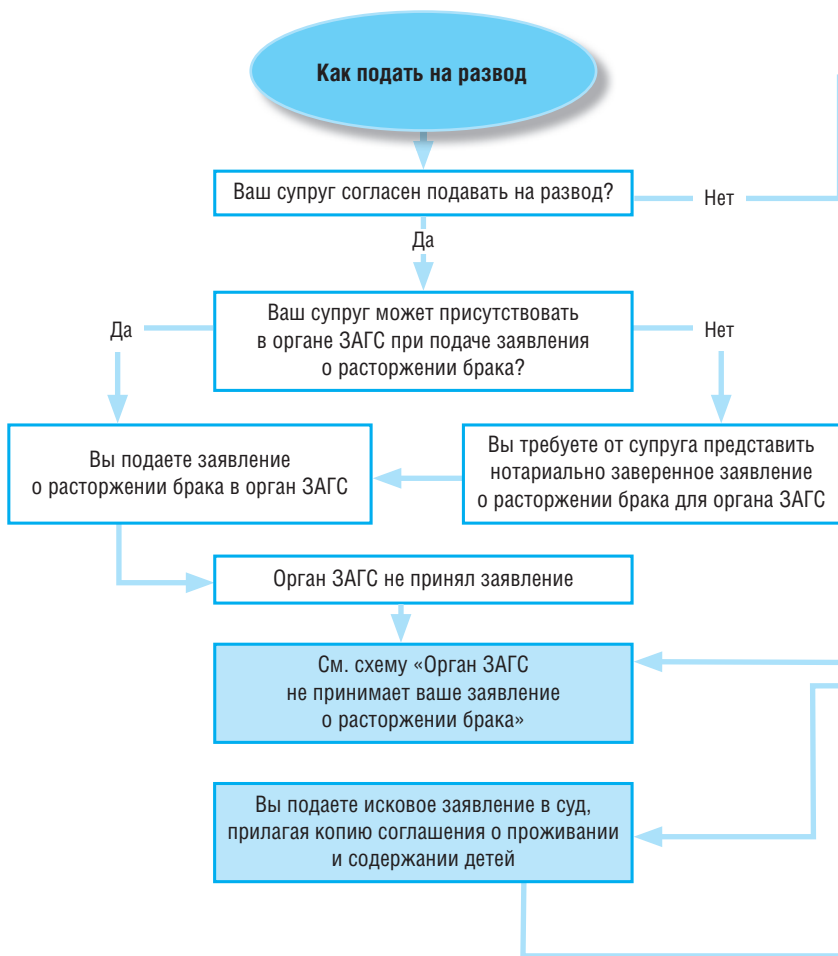 Как подать на развод
Ваш супруг согласен подавать на развод?
Нет
Да
Ваш супруг может присутствовать
в органе ЗАГС при подаче заявления
о расторжении брака?
Да
Нет
Вы подаете заявление
о расторжении брака в орган ЗАГС
Вы требуете от супруга представить
нотариально заверенное заявление
о расторжении брака для органа ЗАГС
Орган ЗАГС не принял заявление
См. схему «Орган ЗАГС
не принимает ваше заявление
о расторжении брака»
Вы подаете исковое заявление в суд,
прилагая копию соглашения о проживании
и содержании детей